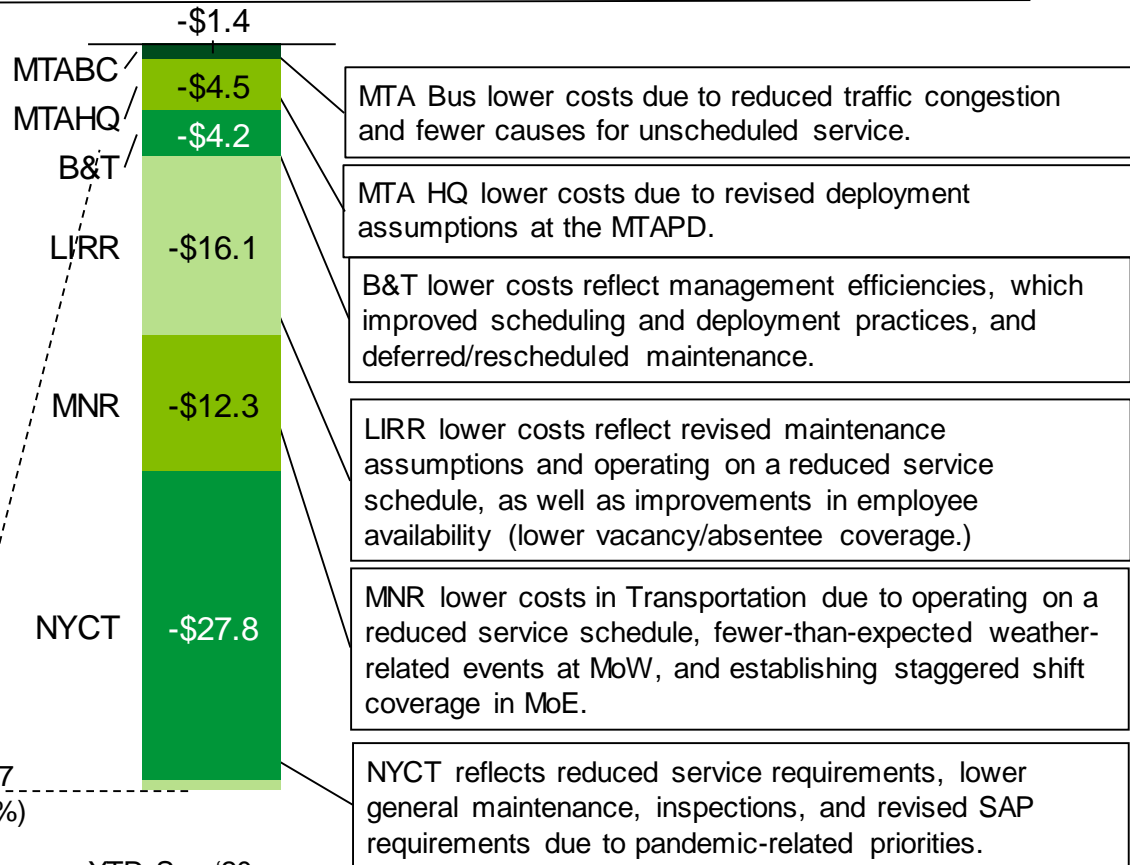 -$1.4
MTABC
-$4.5
MTAHQ
-$4.2
B&T
LIRR
-$16.1
MNR
-$12.3
NYCT
-$27.8
7
%)
MTA Bus lower costs due to reduced traffic congestion
and fewer causes for unscheduled service.
MTA HQ lower costs due to revised deployment
assumptions at the MTAPD.
B&T lower costs reflect management efficiencies, which
improved scheduling and deployment practices, and
deferred/rescheduled maintenance.
LIRR lower costs reflect revised maintenance
assumptions and operating on a reduced service
schedule, as well as improvements in employee
availability (lower vacancy/absentee coverage.)
MNR lower costs in Transportation due to operating on a
reduced service schedule, fewer-than-expected weather-
related events at MoW, and establishing staggered shift
coverage in MoE.
NYCT reflects reduced service requirements, lower
general maintenance, inspections, and revised SAP
requirements due to pandemic-related priorities.